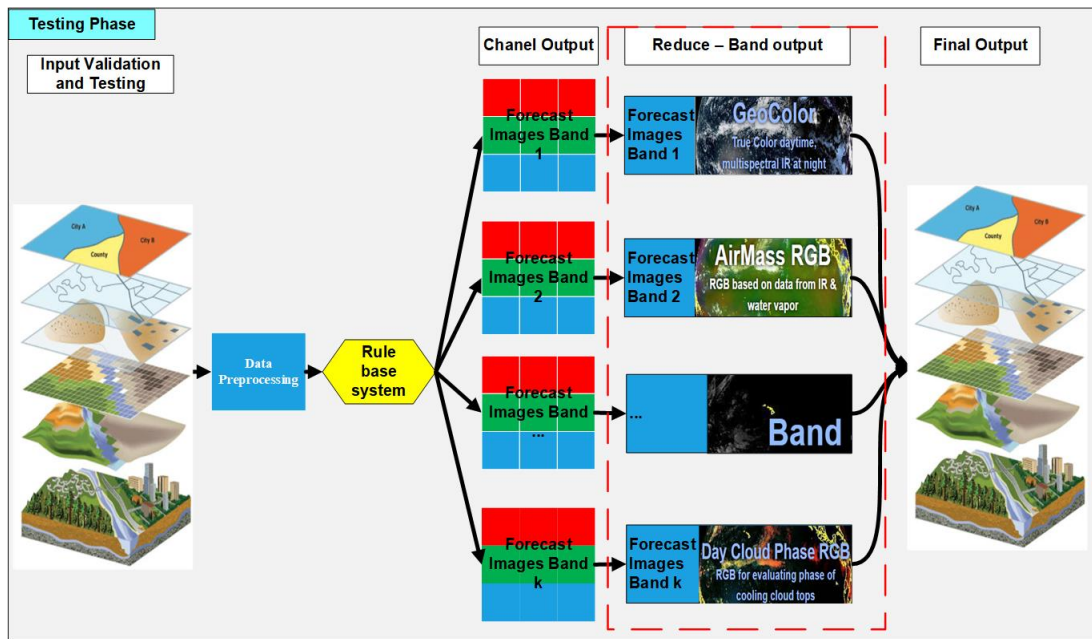 Testing Phase
Input Validation
and Testing
Chanel Output
Reduce – Band output
Final Output
City A
City B
County
Data
Preprocessing
Rule
base
system
Forecast
Images Band
1
Forecast
Images
Band 1
GeoColor
True Color daytime,
multispectral IR at night
Forecast
Images Band
2
Forecast
Images
Band 2
AirMass RGB
RGB based on data from IR &
water vapor
Forecast
Images Band
...
...
Band
Forecast
Images Band
k
Forecast
Images
Band k
Day Cloud Phase RGB
RGB for evaluating phase of
cooling cloud tops
City A
City B
County